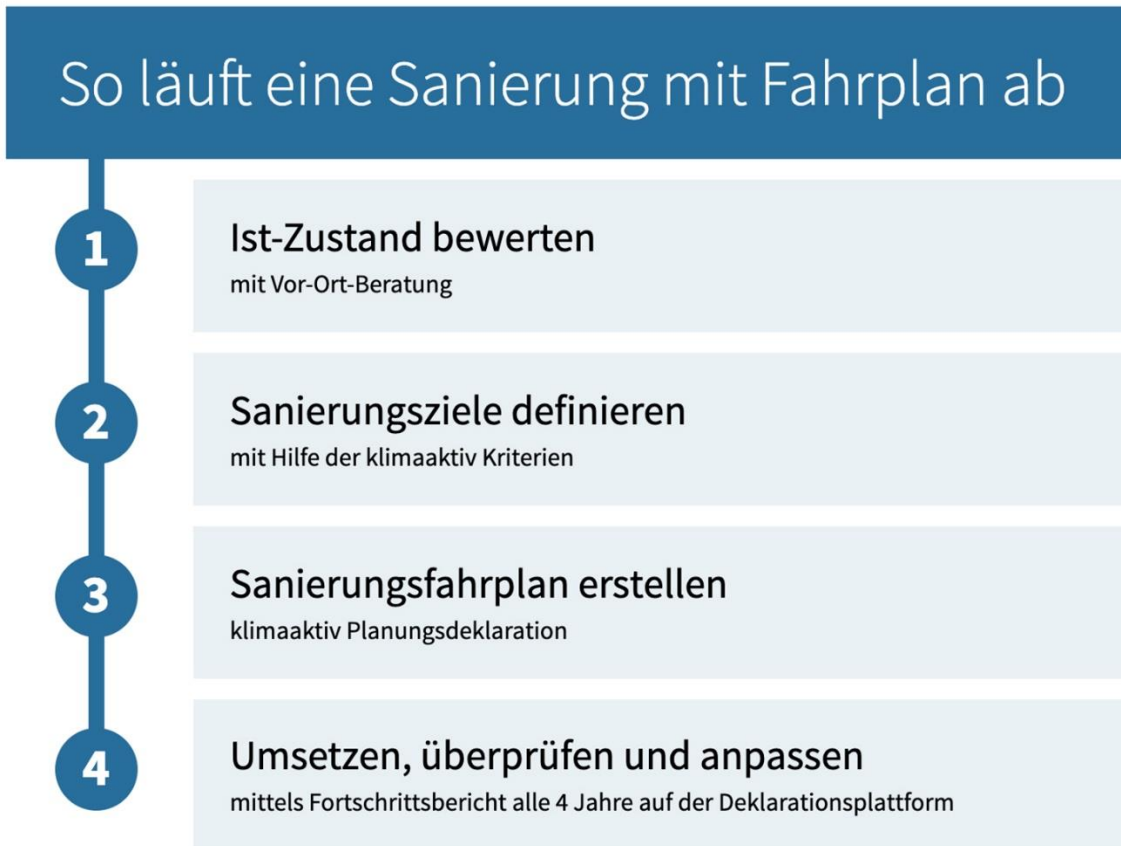 So läuft eine Sanierung mit Fahrplan ab
1
Ist-Zustand bewerten
mit Vor-Ort-Beratung
2
Sanierungsziele definieren
mit Hilfe der klimaaktiv Kriterien
3
Sanierungsfahrplan erstellen
klimaaktiv Planungsdeklaration
4
Umsetzen, überprüfen und anpassen
mittels Fortschrittsbericht alle 4 Jahre auf der Deklarationsplattform